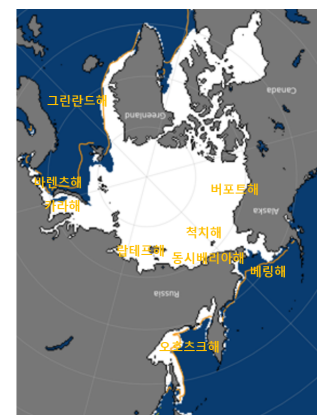 Canada
그린란드해
Greenland
바렌츠해
버포트해
카라해
Alaska
척치해
랍테프해
동시베리아해
베링해
Russia
오호츠크해